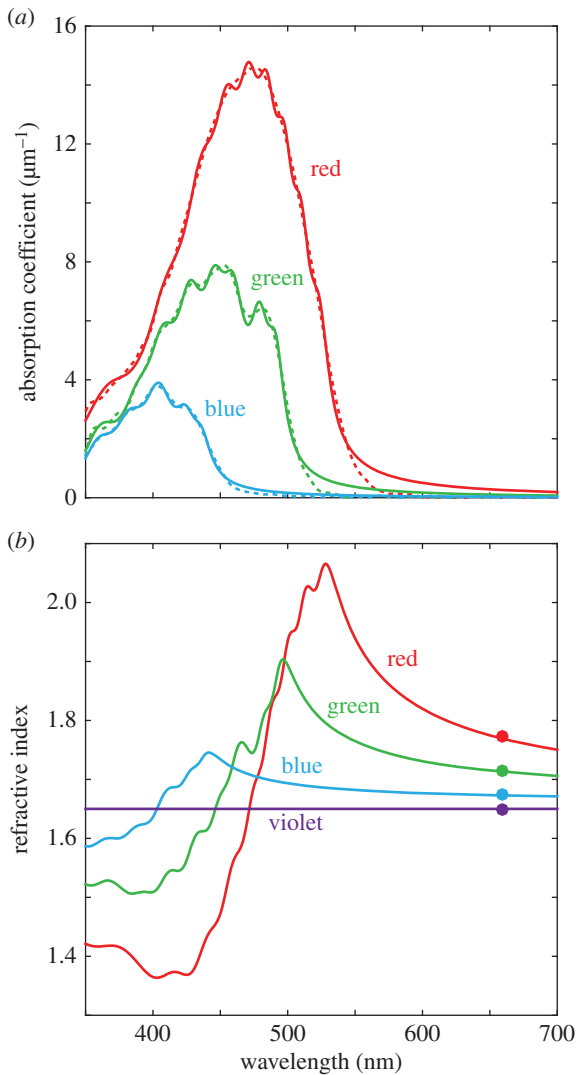 (a)
16
12
8
4
0
absorption coefficient (µm⁻¹)
red
green
blue
(b)
2.0
1.8
1.6
1.4
refractive index
red
green
blue
violet
400 500 600 700
wavelength (nm)